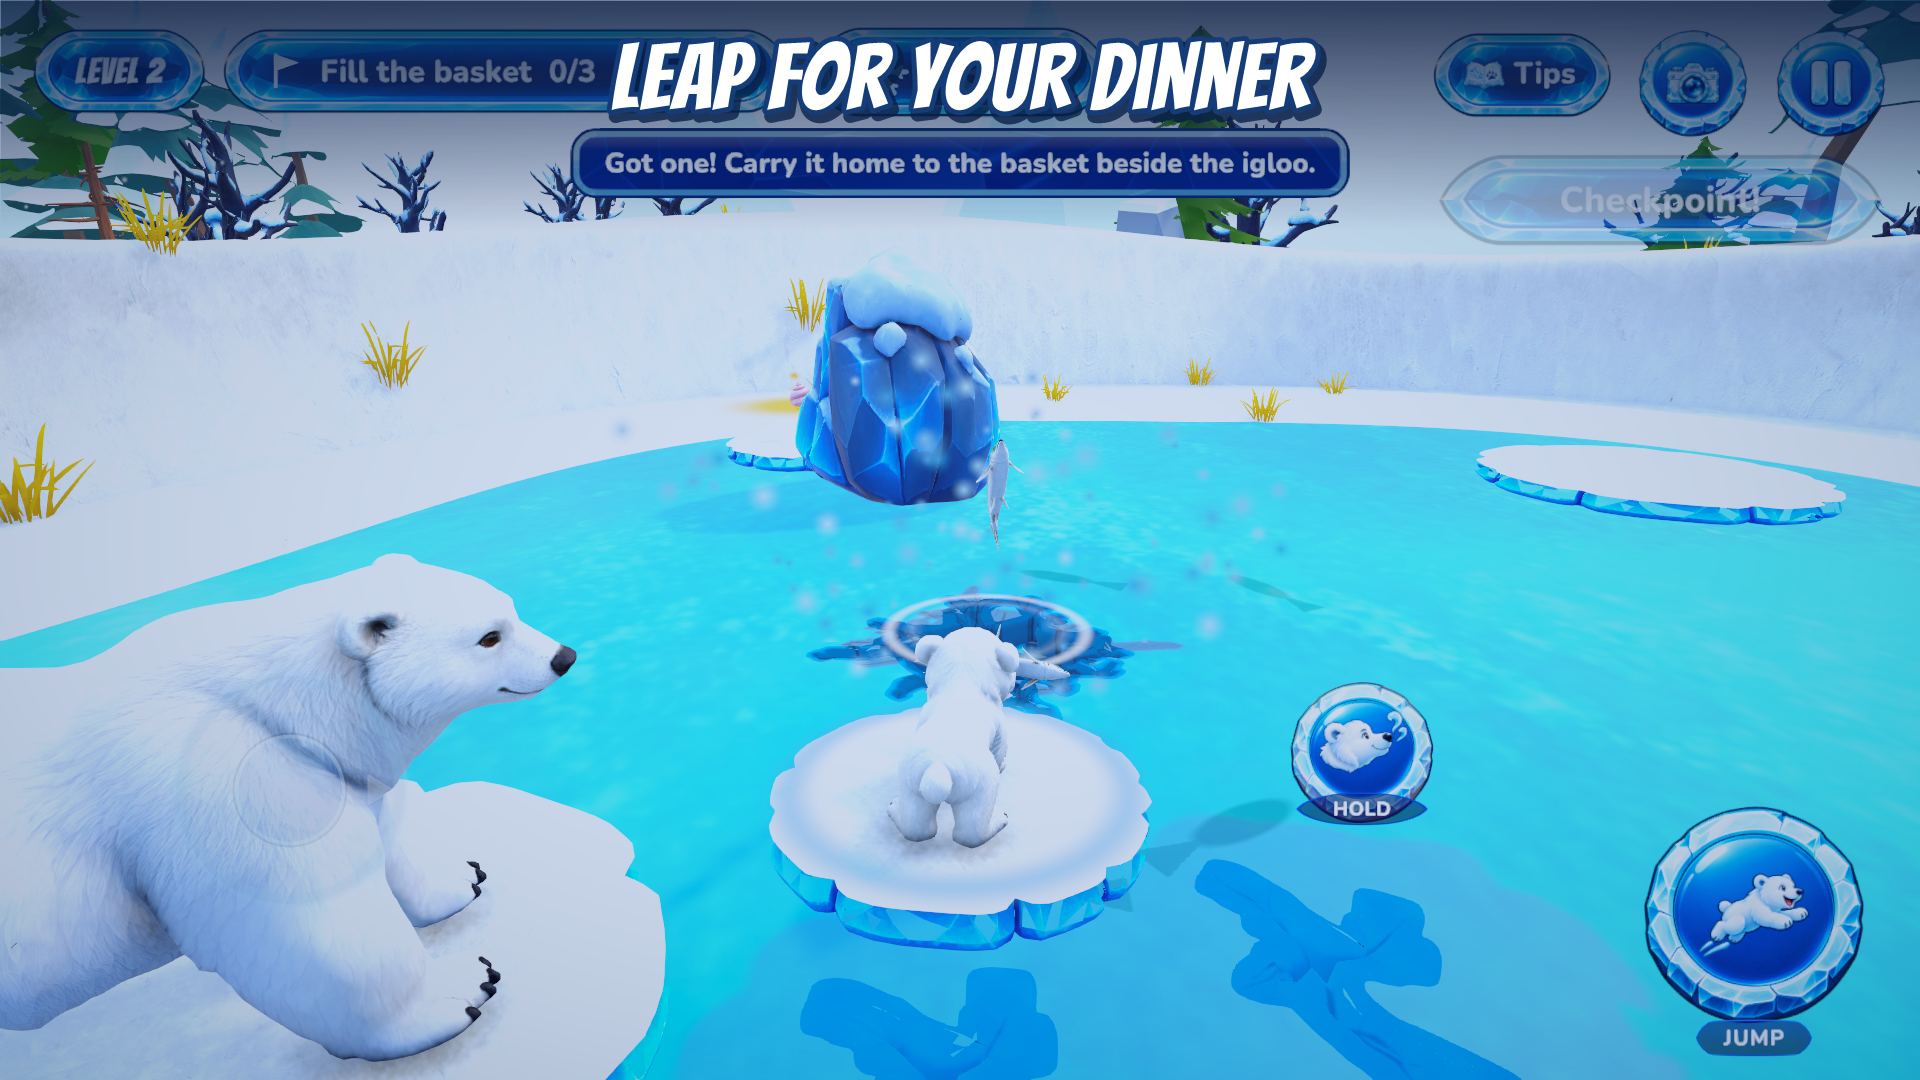 LEVEL 2
Fill the basket 0/3
LEAP FOR YOUR DINNER
Tips
Got one! Carry it home to the basket beside the igloo.
Checkpoint!
HOLD
JUMP